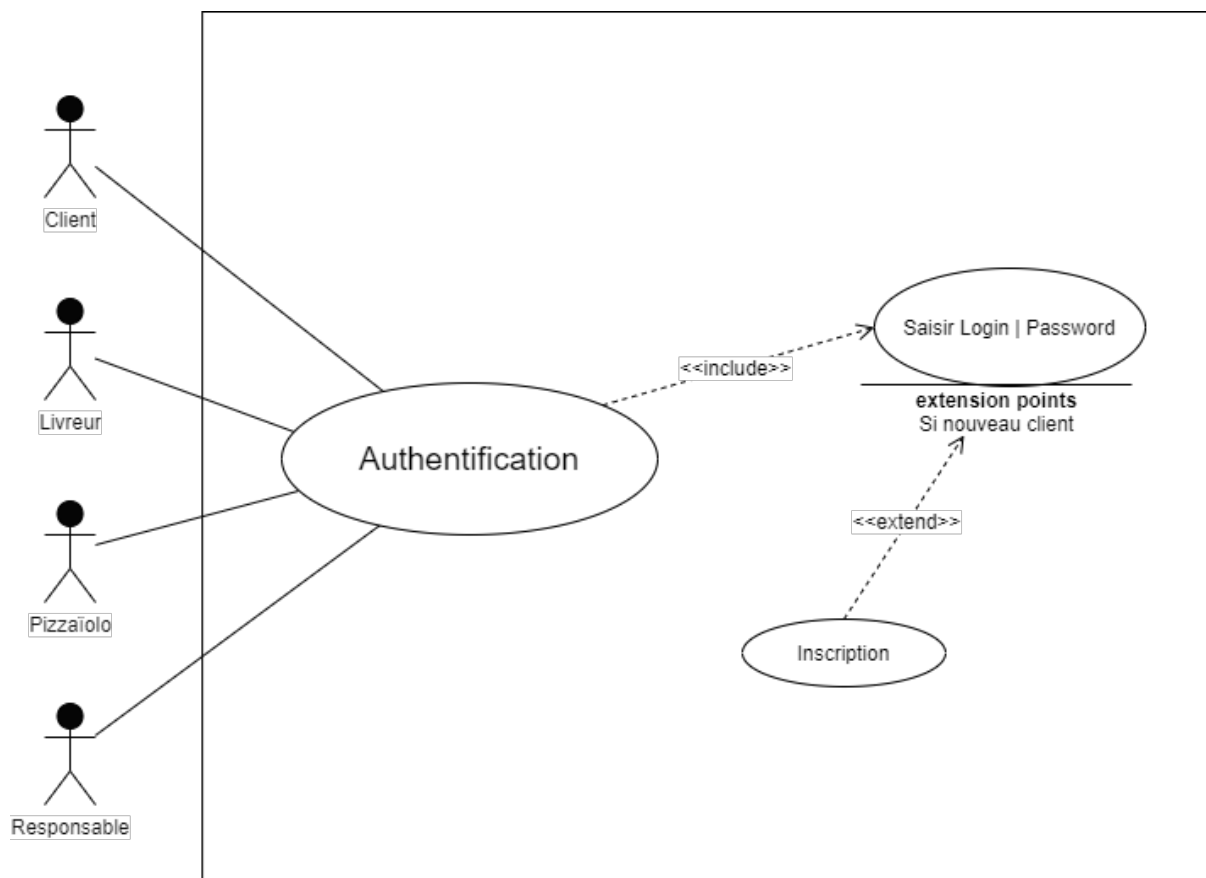 Client
Livreur
Pizzaïolo
Responsable
Authentification
<<include>>
Saisir Login | Password
extension points
Si nouveau client
<<extend>>
Inscription